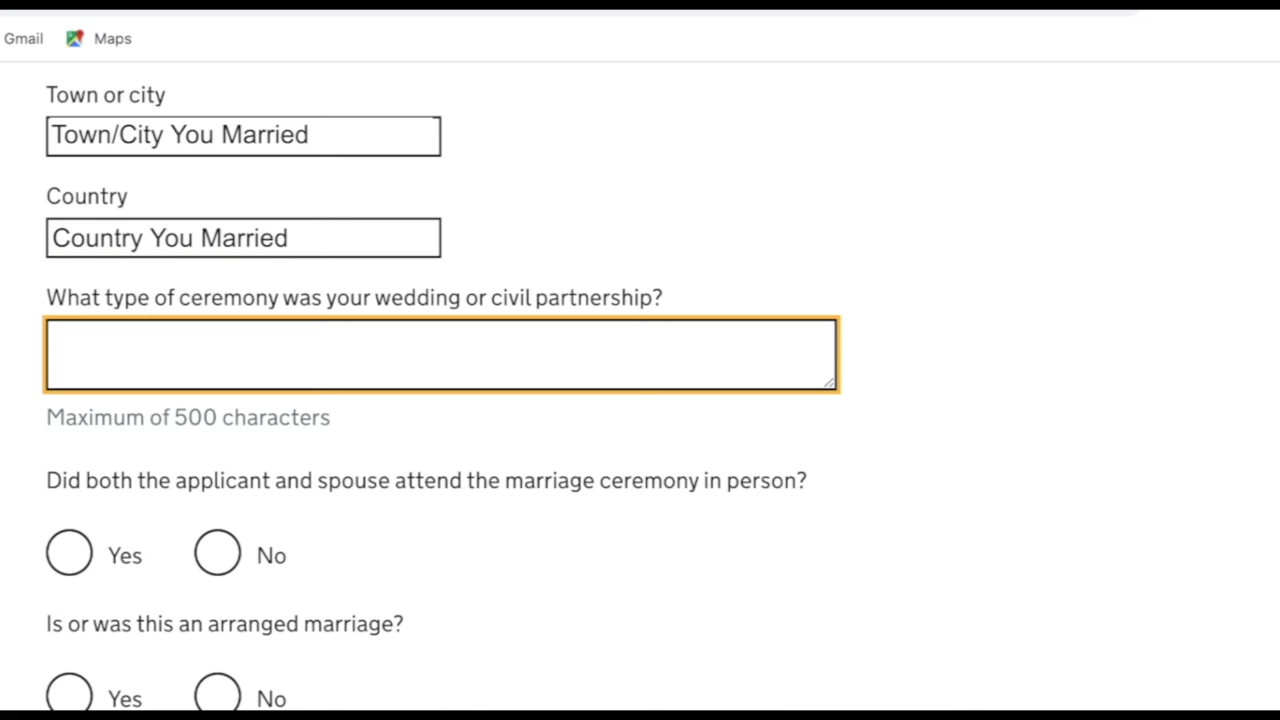 Gmail Maps
Town or city
Town/City You Married
Country
Country You Married
What type of ceremony was your wedding or civil partnership?
Maximum of 500 characters
Did both the applicant and spouse attend the marriage ceremony in person?
Yes No
Is or was this an arranged marriage?
Yes No